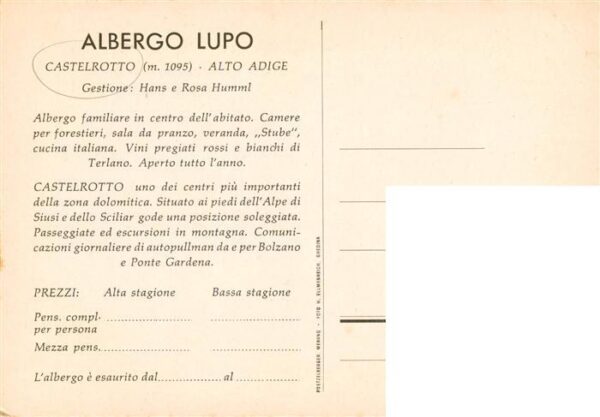 ALBERGO LUPO
CASTELROTTO (m. 1095) - ALTO ADIGE
Gestione: Hans e Rosa Humml
Albergo familiare in centro dell'abitato. Camere
per forestieri, sala da pranzo, veranda, „Stube",
cucina italiana. Vini pregiati rossi e bianchi di
Terlano. Aperto tutto l'anno.
CASTELROTTO uno dei centri più importanti
della zona dolomitica. Situato ai piedi dell'Alpe di
Siusi e dello Sciliar gode una posizione soleggiata.
Passeggiate ed escursioni in montagna. Comuni-
cazioni giornaliere di autopullman da e per Bolzano
e Ponte Gardena.
PREZZI: Alta stagione Bassa stagione
Pens. compl-
per persona
Mezza pens.
L'albergo è esaurito dal al